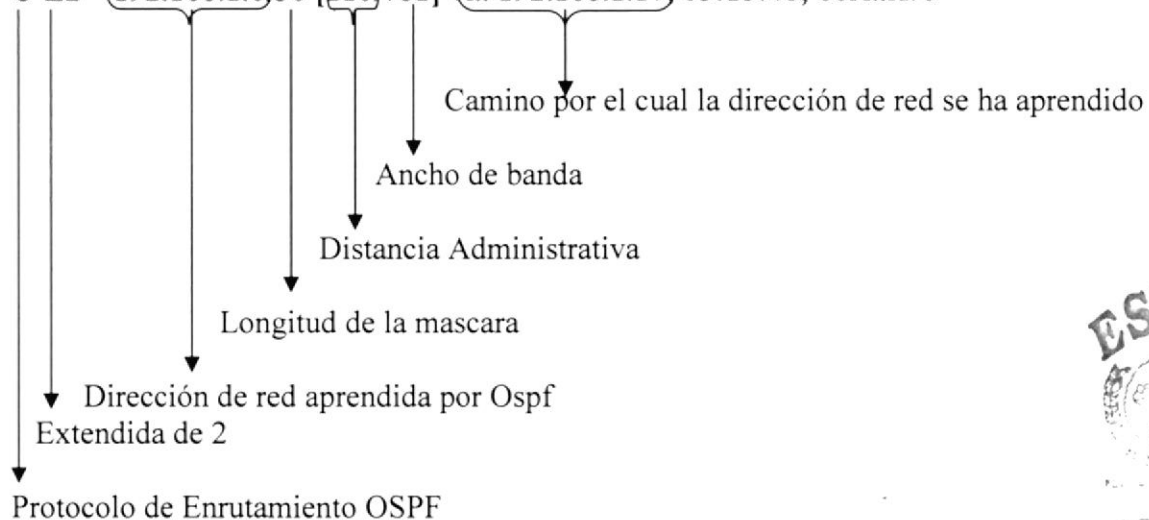 Camino por el cual la dirección de red se ha aprendido
Ancho de banda
Distancia Administrativa
Longitud de la mascara
Dirección de red aprendida por Ospf
Extendida de 2
Protocolo de Enrutamiento OSPF
ES